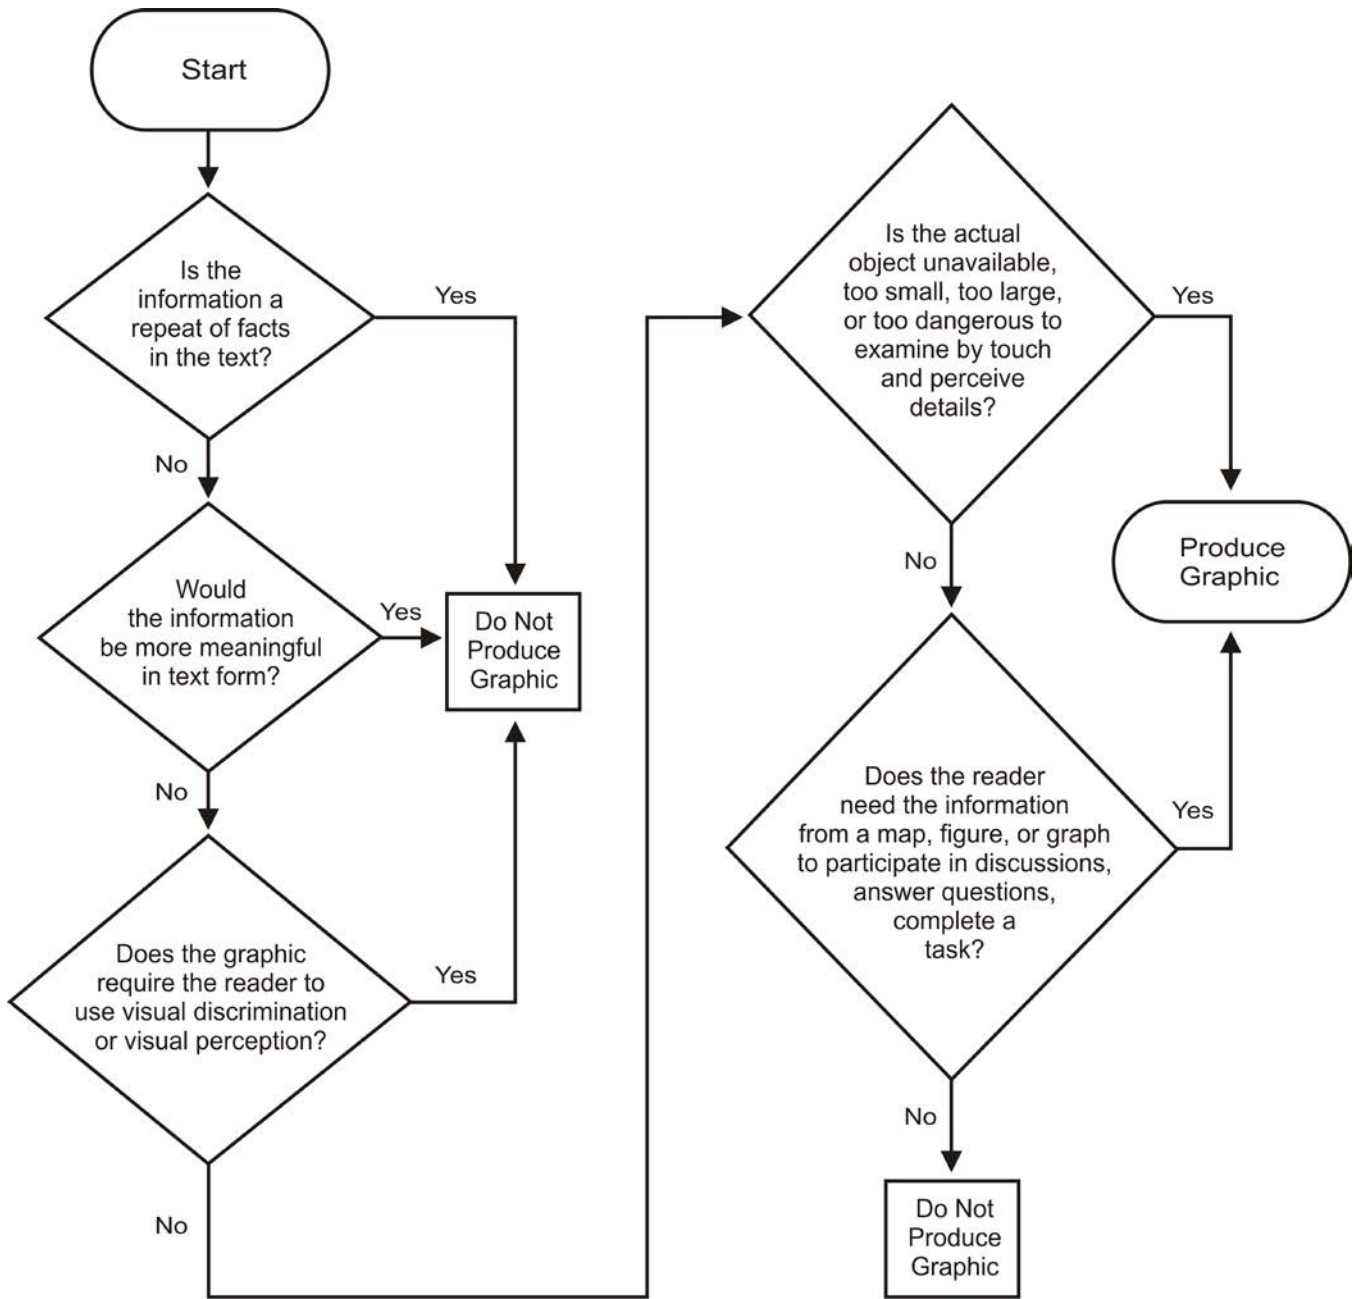 Start
Is the
information a
repeat of facts
in the text?
Yes
No
Would
the information
be more meaningful
in text form?
Yes
Do Not
Produce
Graphic
No
Does the graphic
require the reader to
use visual discrimination
or visual perception?
Yes
No
Is the actual
object unavailable,
too small, too large,
or too dangerous to
examine by touch
and perceive
details?
Yes
No
Produce
Graphic
Does the reader
need the information
from a map, figure, or graph
to participate in discussions,
answer questions,
complete a
task?
Yes
No
Do Not
Produce
Graphic